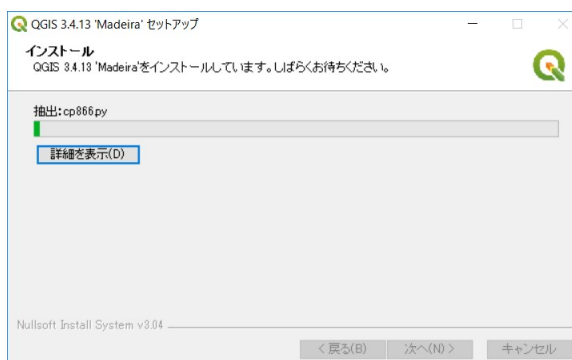 QGIS 3.4.13 'Madeira' セットアップ
インストール
QGIS 3.4.13 'Madeira'をインストールしています。しばらくお待ちください。
抽出:cp866.py
詳細を表示(D)
Nullsoft Install System v3.04
< 戻る(B) 次へ(N) > キャンセル